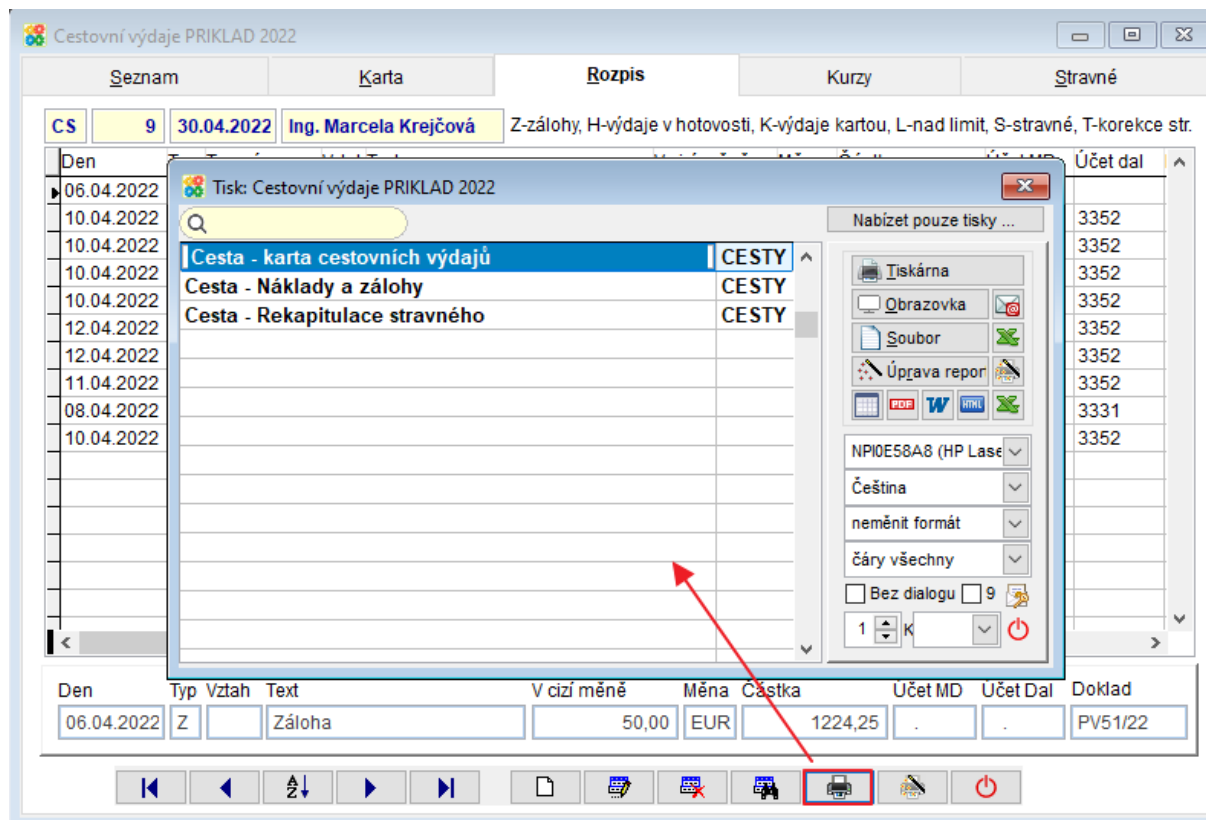 Cestovní výdaje PRIKLAD 2022
Seznam Karta Rozpis Kurzy Stravné
CS 9 30.04.2022 Ing. Marcela Krejčová Z-zálohy, H-výdaje v hotovosti, K-výdaje kartou, L-nad limit, S-stravné, T-korekce str.
Den Účet dal
06.04.2022
10.04.2022 3352
10.04.2022 3352
10.04.2022 3352
10.04.2022 3352
12.04.2022 3352
12.04.2022 3352
11.04.2022 3352
08.04.2022 3331
10.04.2022 3352
Tisk: Cestovní výdaje PRIKLAD 2022
Nabízet pouze tisky ...
Cesta - karta cestovních výdajů CESTY
Cesta - Náklady a zálohy CESTY
Cesta - Rekapitulace stravného CESTY
Tiskárna
Obrazovka
Soubor
Úprava repor
PDF W HTML
NPI0E58A8 (HP Lase
Čeština
neměnit formát
čáry všechny
Bez dialogu 9
1 K
Den Typ Vztah Text V cizí měně Měna Částka Účet MD Účet Dal Doklad
06.04.2022 Z Záloha 50,00 EUR 1224,25 . . PV51/22